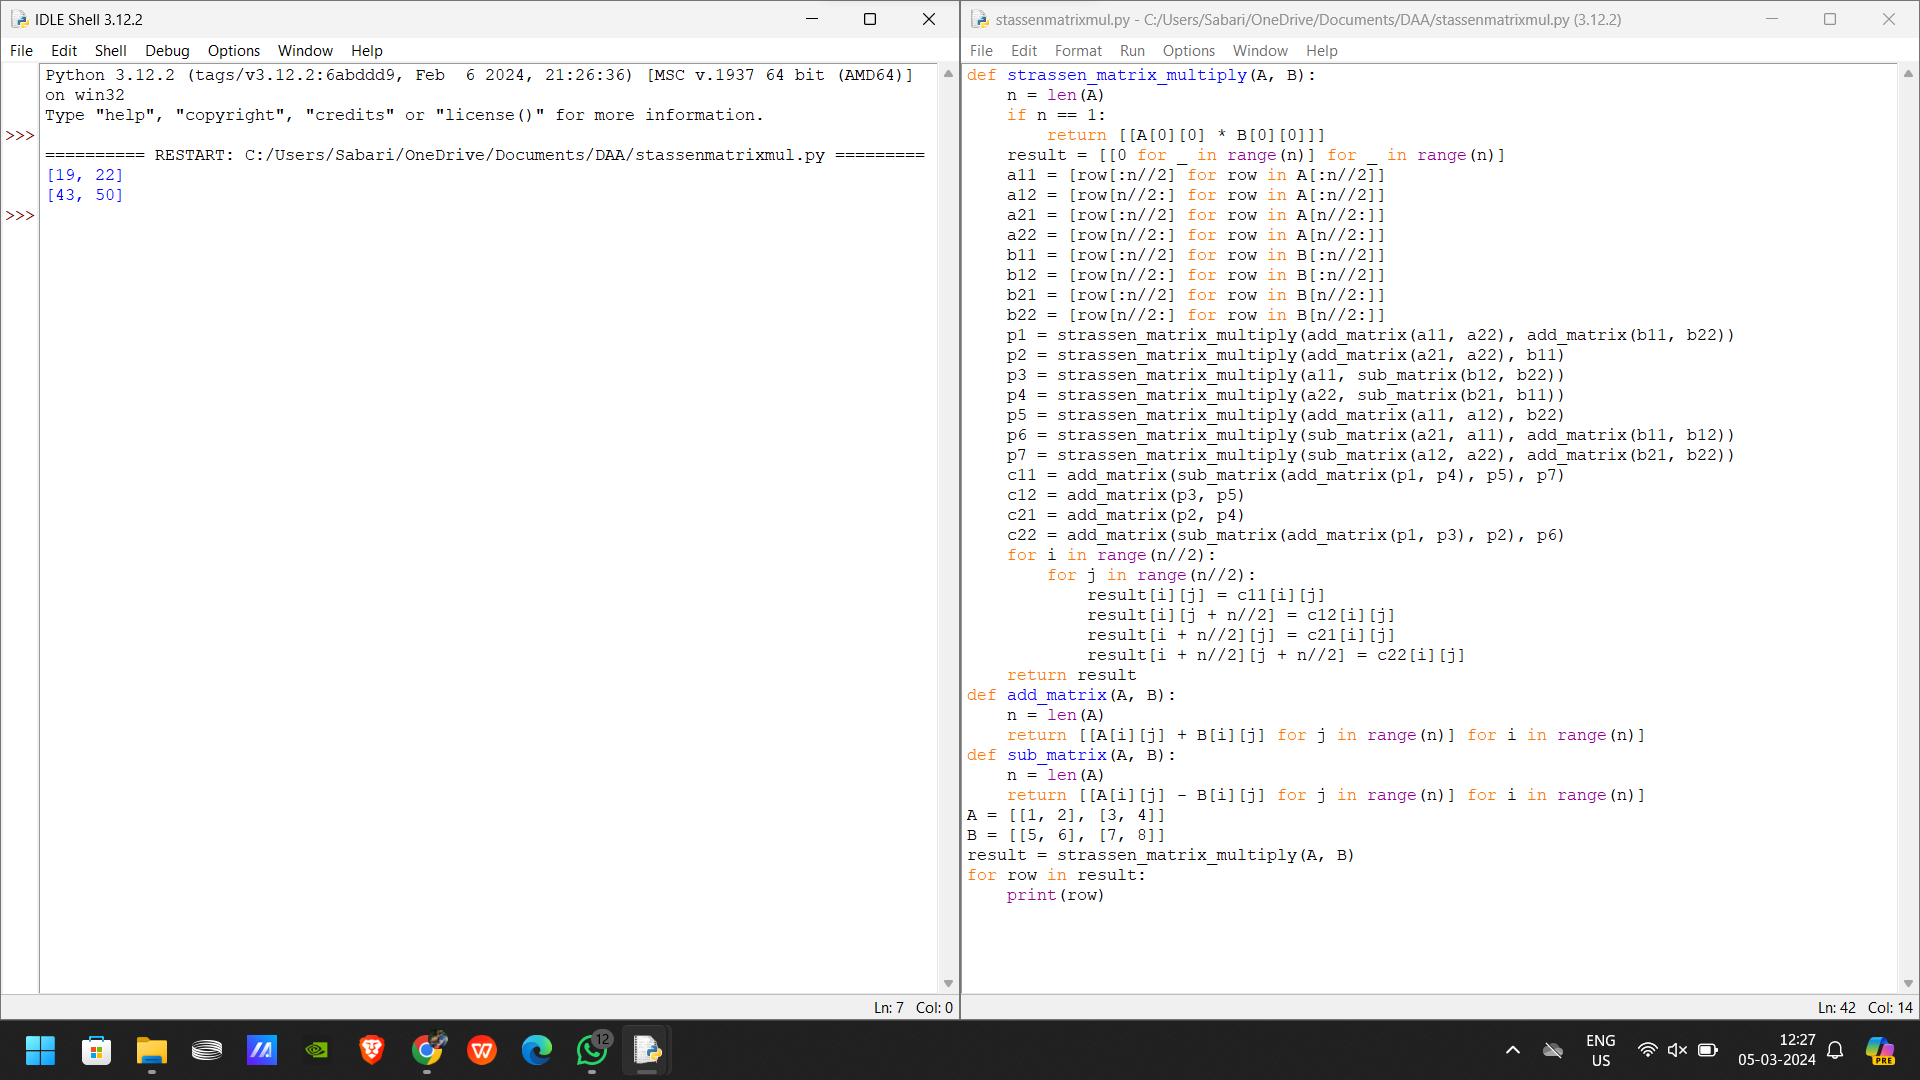 IDLE Shell 3.12.2
File Edit Shell Debug Options Window Help
Python 3.12.2 (tags/v3.12.2:6abddd9, Feb  6 2024, 21:26:36) [MSC v.1937 64 bit (AMD64)]
on win32
Type "help", "copyright", "credits" or "license()" for more information.
>>>
========== RESTART: C:/Users/Sabari/OneDrive/Documents/DAA/stassenmatrixmul.py =========
[19, 22]
[43, 50]
>>>
Ln: 7 Col: 0
stassenmatrixmul.py - C:/Users/Sabari/OneDrive/Documents/DAA/stassenmatrixmul.py (3.12.2)
File Edit Format Run Options Window Help
def strassen_matrix_multiply(A, B):
    n = len(A)
    if n == 1:
        return [[A[0][0] * B[0][0]]]
    result = [[0 for _ in range(n)] for _ in range(n)]
    a11 = [row[:n//2] for row in A[:n//2]]
    a12 = [row[n//2:] for row in A[:n//2]]
    a21 = [row[:n//2] for row in A[n//2:]]
    a22 = [row[n//2:] for row in A[n//2:]]
    b11 = [row[:n//2] for row in B[:n//2]]
    b12 = [row[n//2:] for row in B[:n//2]]
    b21 = [row[:n//2] for row in B[n//2:]]
    b22 = [row[n//2:] for row in B[n//2:]]
    p1 = strassen_matrix_multiply(add_matrix(a11, a22), add_matrix(b11, b22))
    p2 = strassen_matrix_multiply(add_matrix(a21, a22), b11)
    p3 = strassen_matrix_multiply(a11, sub_matrix(b12, b22))
    p4 = strassen_matrix_multiply(a22, sub_matrix(b21, b11))
    p5 = strassen_matrix_multiply(add_matrix(a11, a12), b22)
    p6 = strassen_matrix_multiply(sub_matrix(a21, a11), add_matrix(b11, b12))
    p7 = strassen_matrix_multiply(sub_matrix(a12, a22), add_matrix(b21, b22))
    c11 = add_matrix(sub_matrix(add_matrix(p1, p4), p5), p7)
    c12 = add_matrix(p3, p5)
    c21 = add_matrix(p2, p4)
    c22 = add_matrix(sub_matrix(add_matrix(p1, p3), p2), p6)
    for i in range(n//2):
        for j in range(n//2):
            result[i][j] = c11[i][j]
            result[i][j + n//2] = c12[i][j]
            result[i + n//2][j] = c21[i][j]
            result[i + n//2][j + n//2] = c22[i][j]
    return result
def add_matrix(A, B):
    n = len(A)
    return [[A[i][j] + B[i][j] for j in range(n)] for i in range(n)]
def sub_matrix(A, B):
    n = len(A)
    return [[A[i][j] - B[i][j] for j in range(n)] for i in range(n)]
A = [[1, 2], [3, 4]]
B = [[5, 6], [7, 8]]
result = strassen_matrix_multiply(A, B)
for row in result:
    print(row)
Ln: 42 Col: 14
12
ENG
US
12:27
05-03-2024
PRE